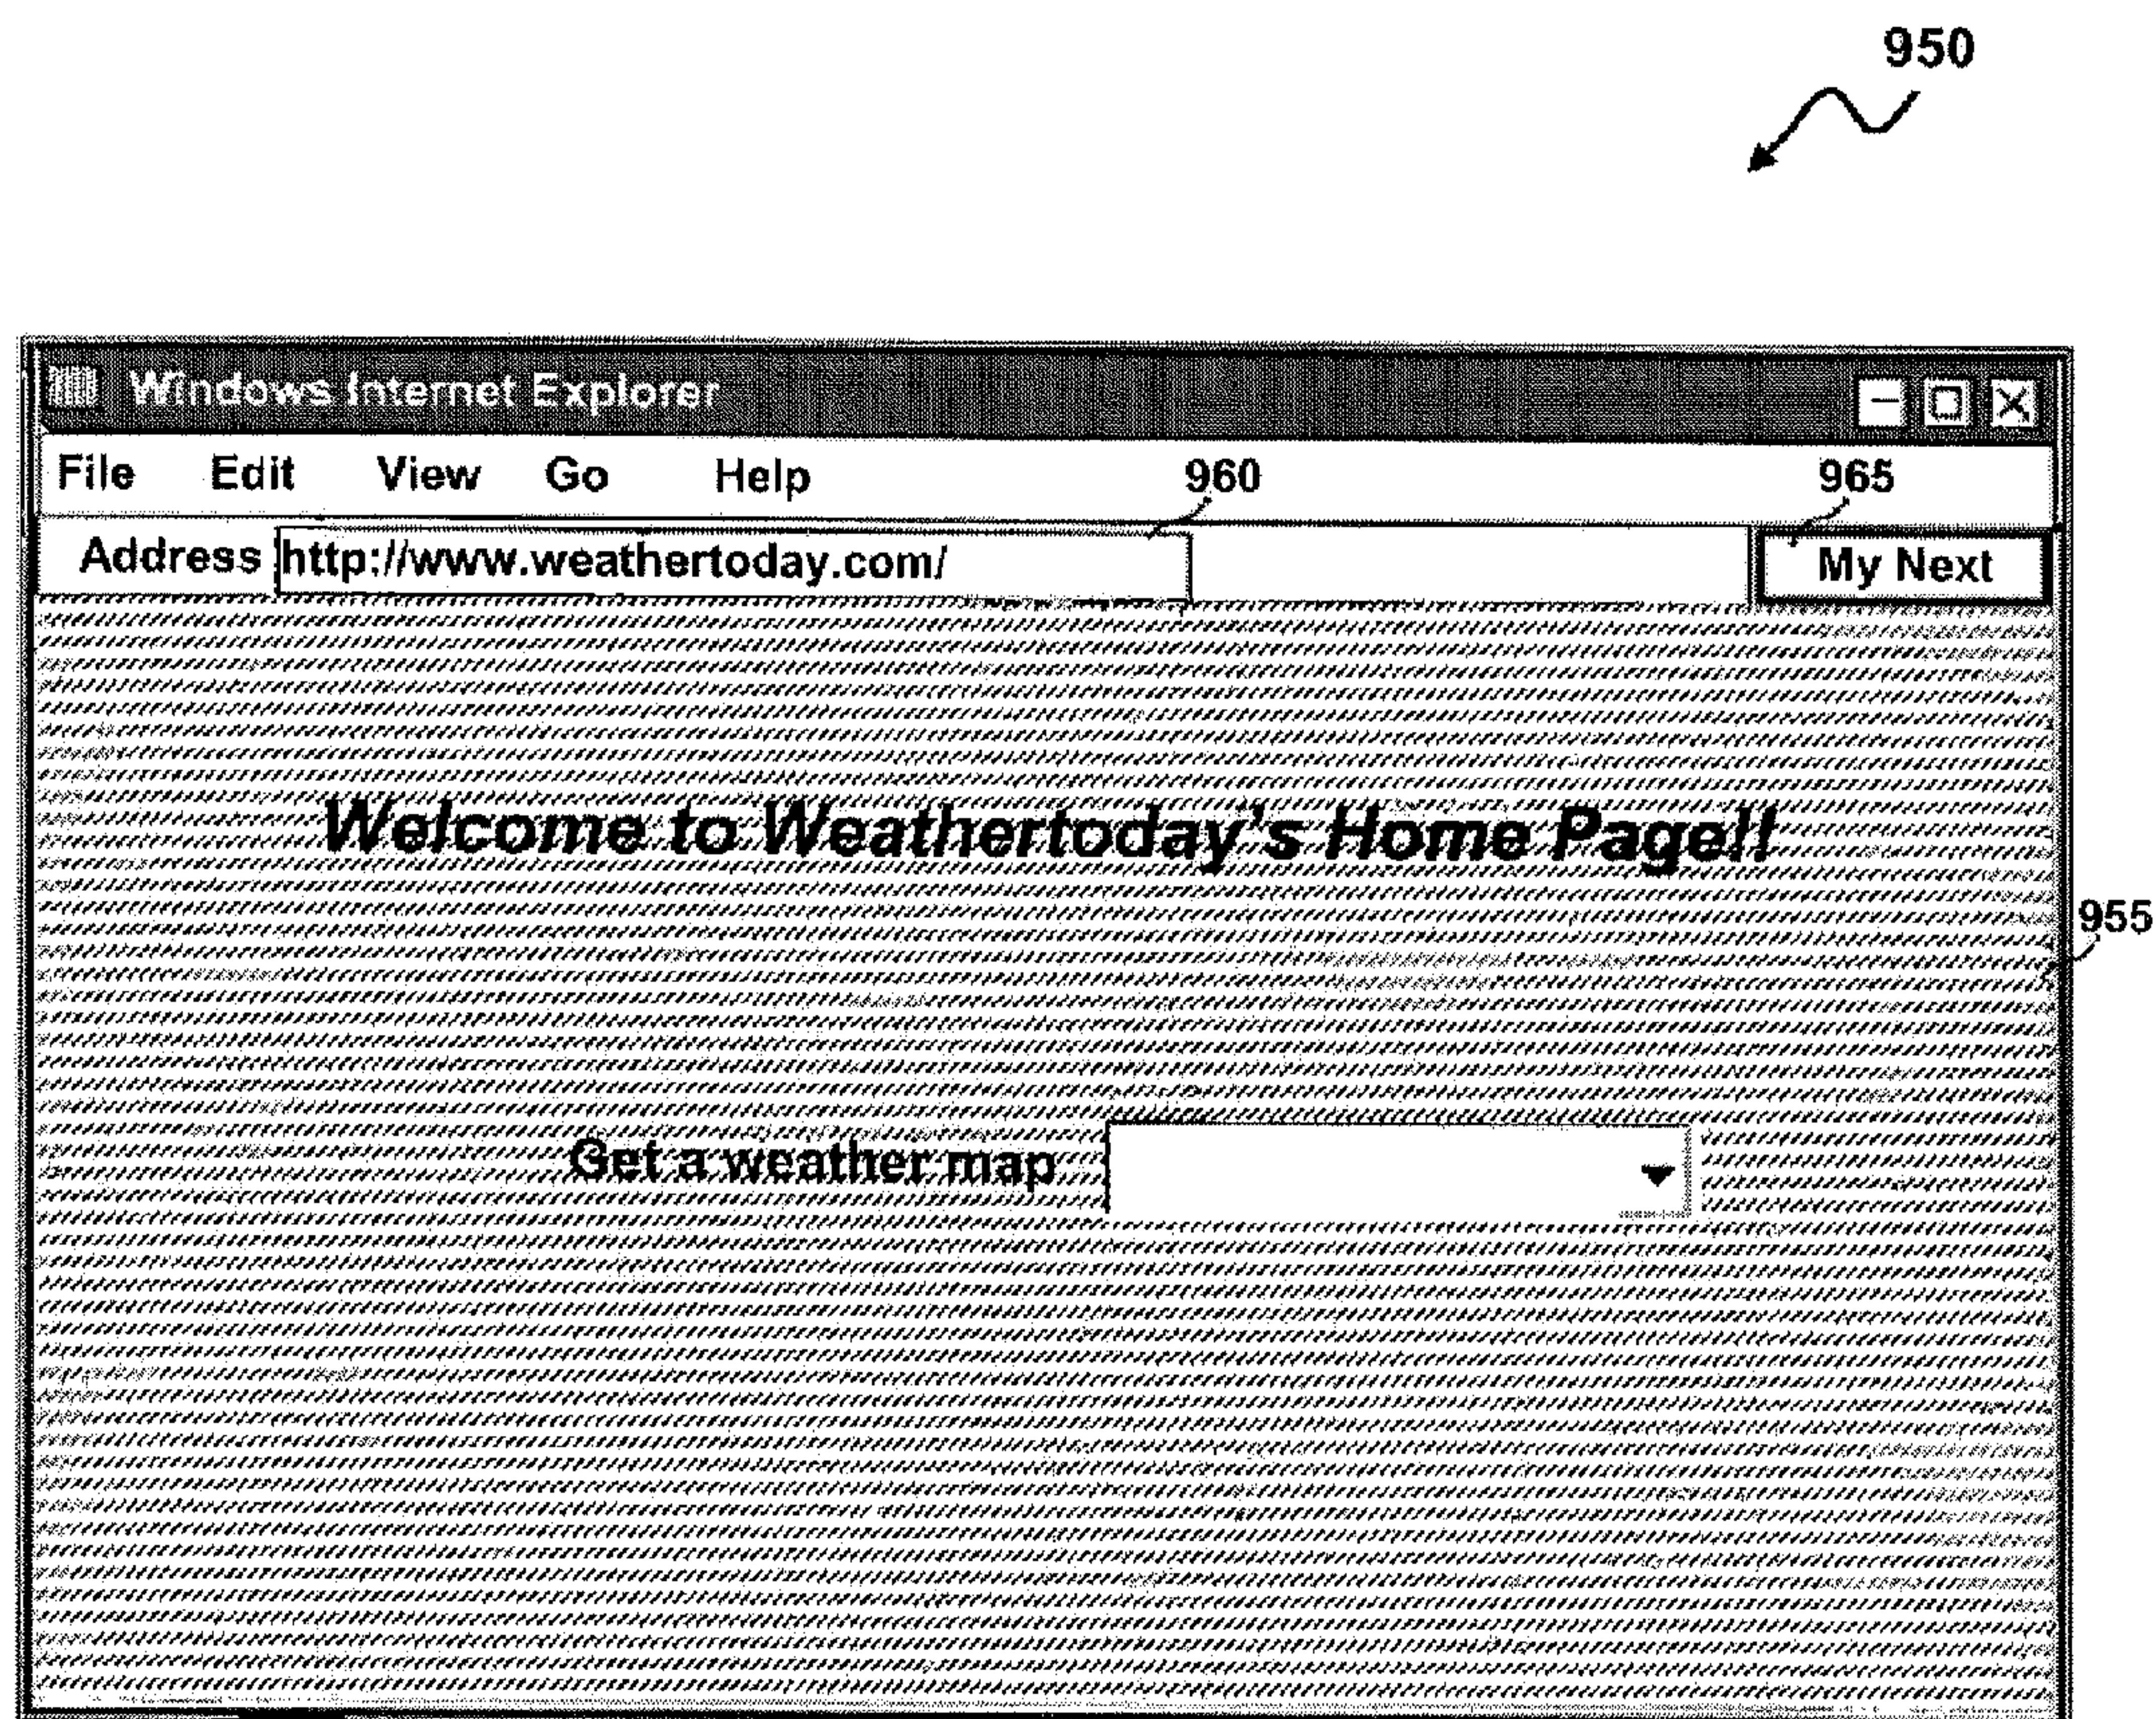 950
Windows Internet Explorer
File Edit View Go Help 960 965
Address http://www.weathertoday.com/ My Next
Welcome to Weathertoday's Home Page!!
955
Get a weather map